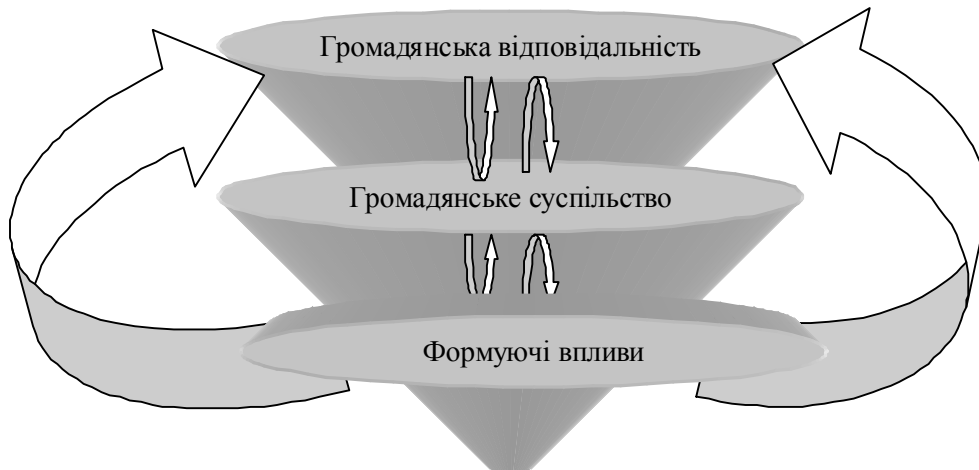 Громадянська відповідальність
Громадянське суспільство
Формуючі впливи